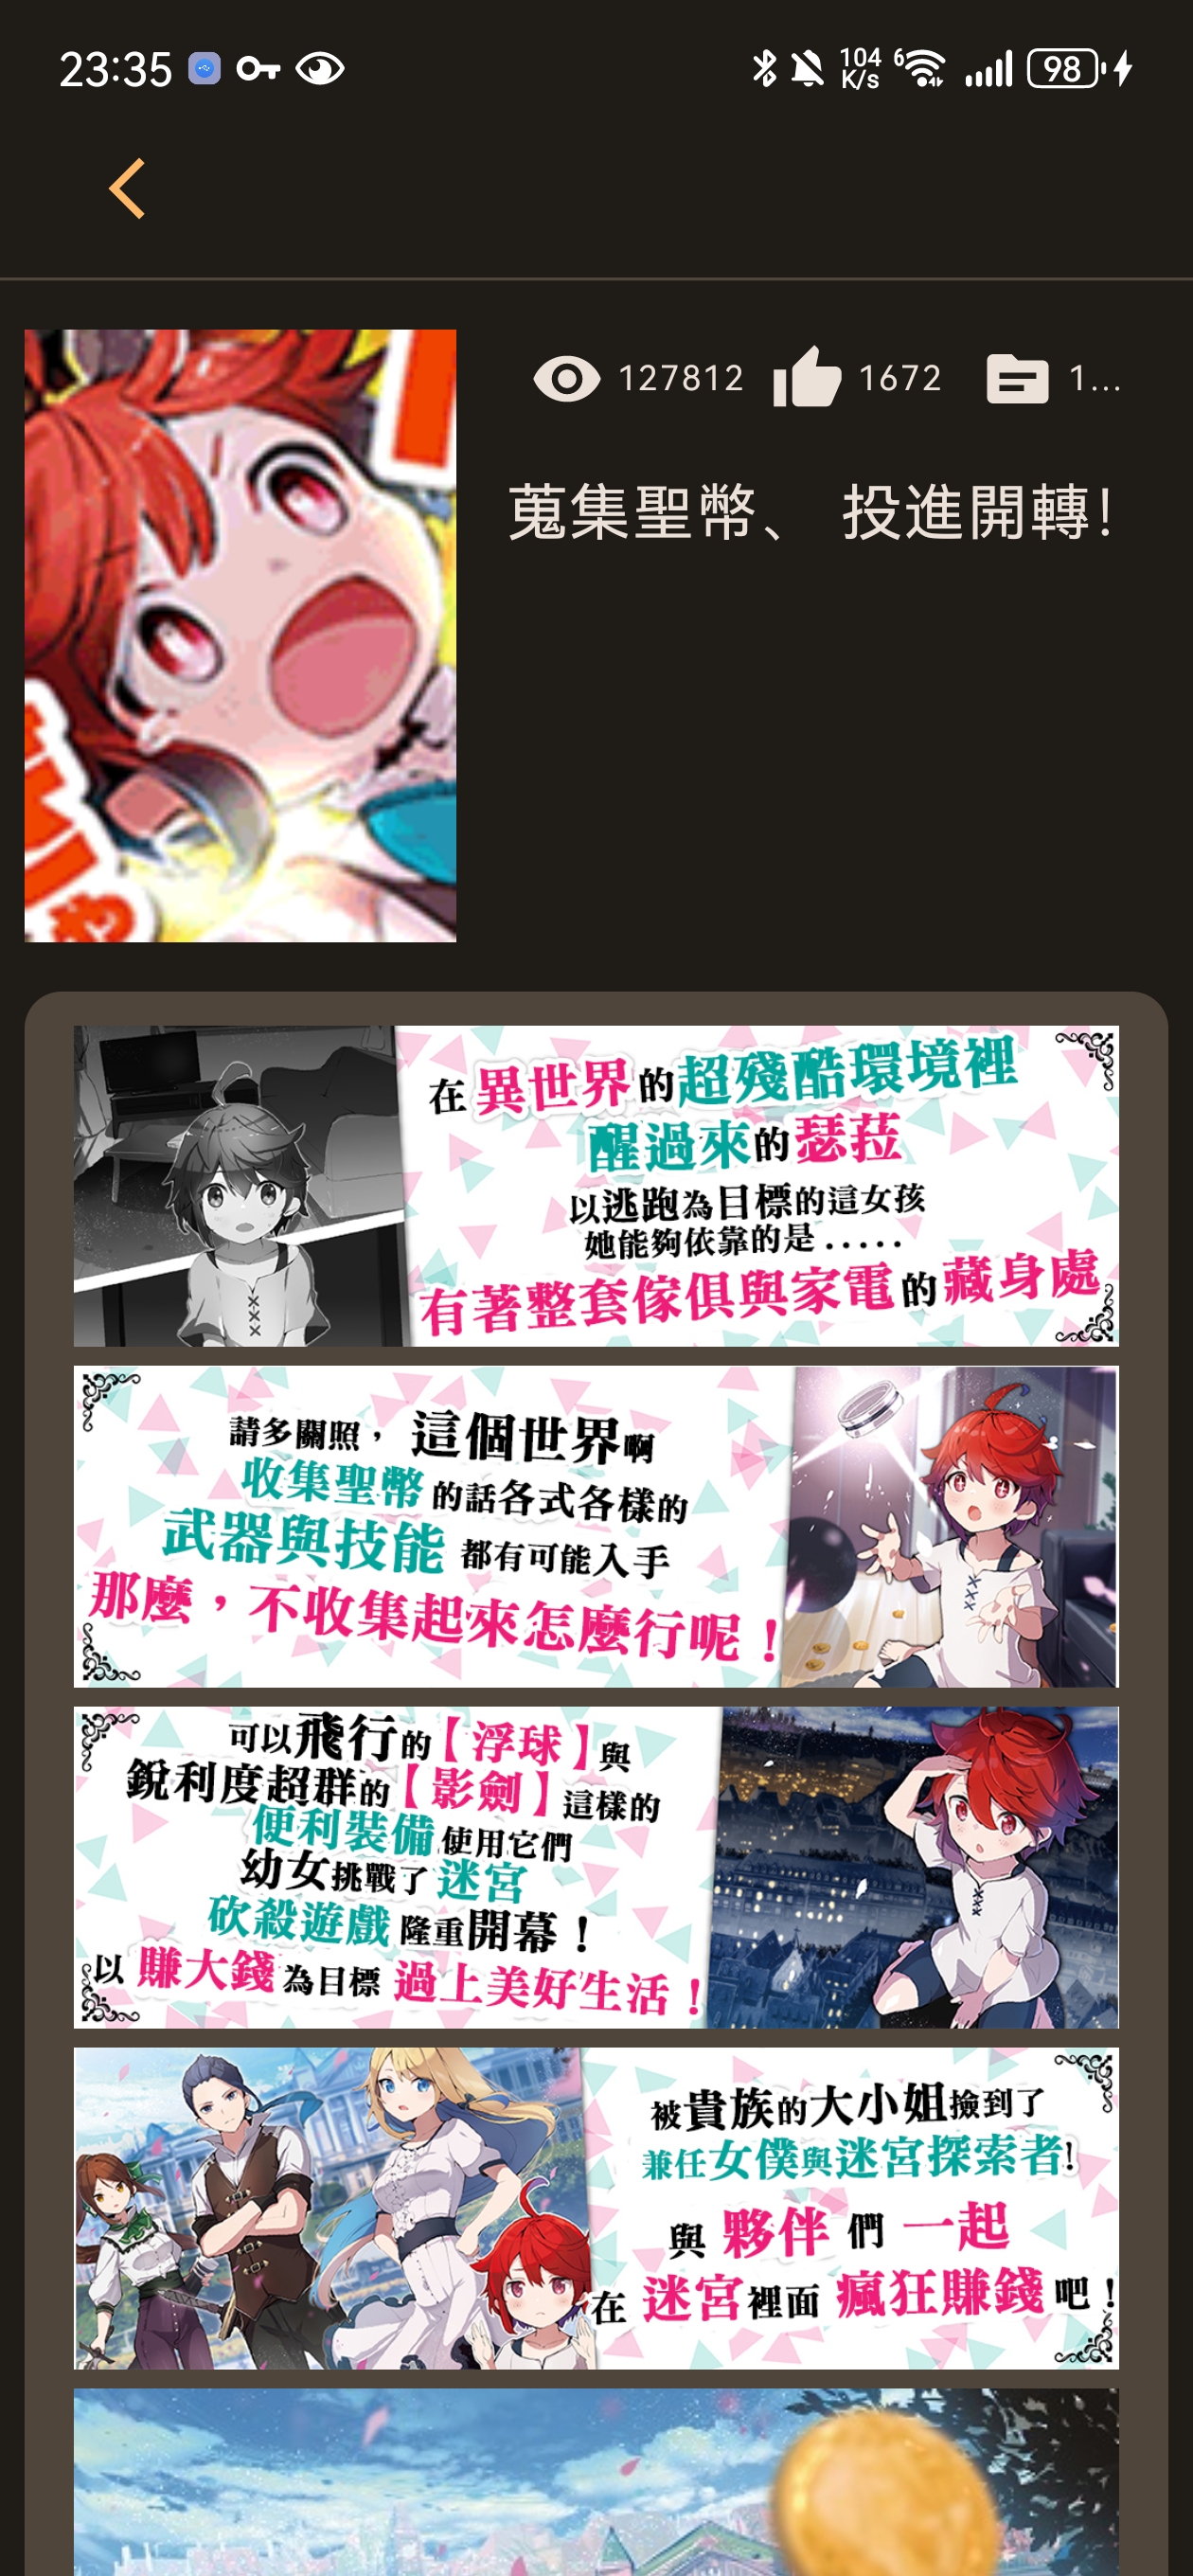 23:35
104
K/s
6
98
127812
1672
1...
蒐集聖幣、 投進開轉!
在異世界的超殘酷環境裡
醒過來的瑟菈
以逃跑為目標的這女孩
她能夠依靠的是 . . . . .
有著整套傢俱與家電的藏身處
請多關照，這個世界啊
收集聖幣的話各式各樣的
武器與技能 都有可能入手
那麼，不收集起來怎麼行呢！
可以飛行的【浮球】與
銳利度超群的【影劍】這樣的
便利裝備使用它們
幼女挑戰了迷宮
砍殺遊戲隆重開幕！
以賺大錢為目標過上美好生活！
被貴族的大小姐撿到了
兼任女僕與迷宮探索者!
與夥伴們一起
在迷宮裡面瘋狂賺錢吧！